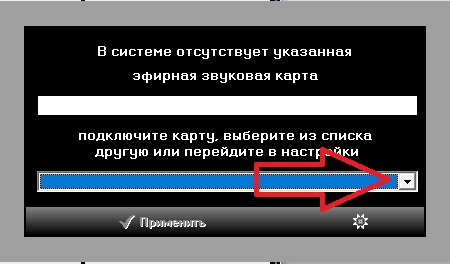 В системе отсутствует указанная
эфирная звуковая карта
подключите карту, выберите из списка
другую или перейдите в настройки
Применить